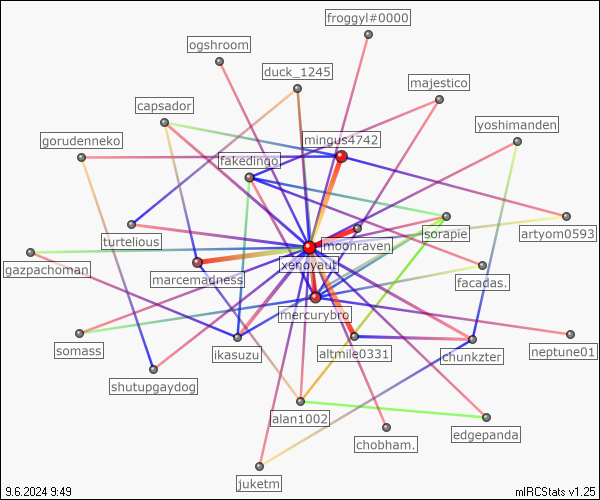 froggyl#0000
ogshroom
duck_1245
majestico
capsador
yoshimanden
mingus4742
gorudenneko
fakedingo
turtelious
moonraven
sorapie
artyom0593
xenoyaut
gazpachoman
marcemadness
facadas.
mercurybro
somass
ikasuzu
altmile0331
chunkzter
neptune01
shutupgaydog
alan1002
chobham.
edgepanda
juketm
9.6.2024 9:49
mIRCStats v1.25